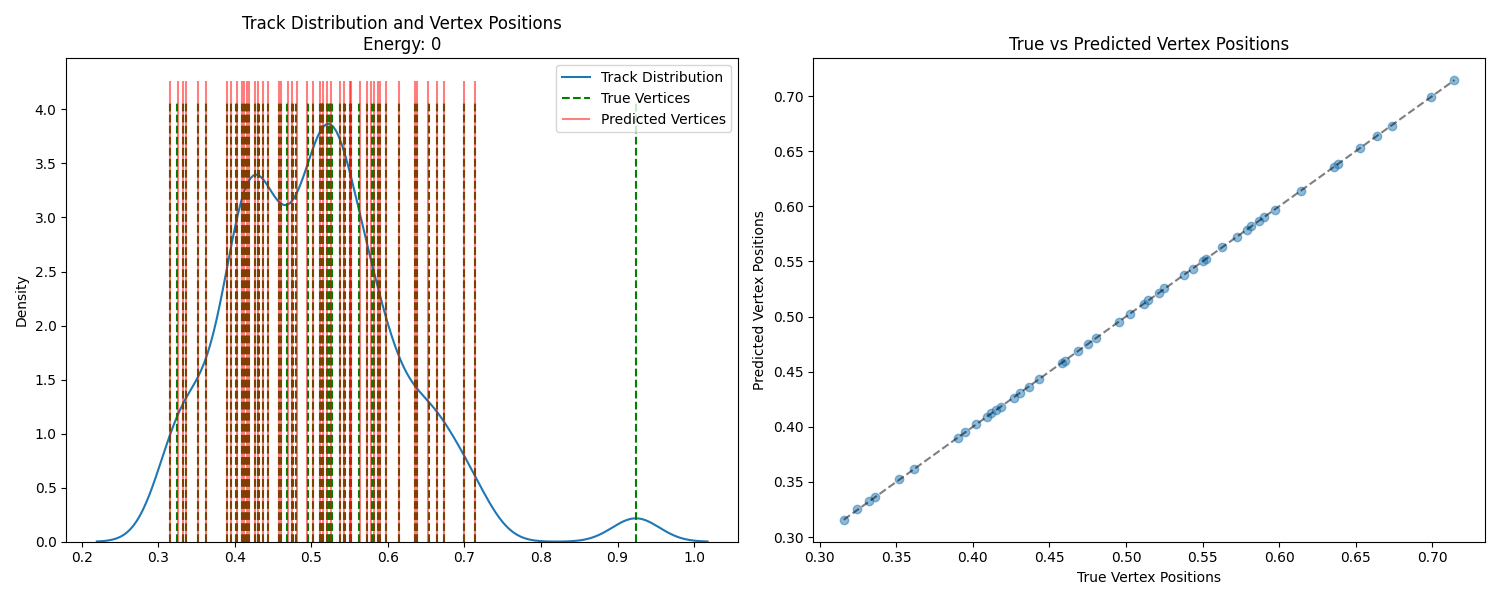 Track Distribution and Vertex Positions
Energy: 0
Density
4.0
3.5
3.0
2.5
2.0
1.5
1.0
0.5
0.0
0.2 0.3 0.4 0.5 0.6 0.7 0.8 0.9 1.0
Track Distribution
True Vertices
Predicted Vertices
True vs Predicted Vertex Positions
Predicted Vertex Positions
0.70
0.65
0.60
0.55
0.50
0.45
0.40
0.35
0.30
0.30 0.35 0.40 0.45 0.50 0.55 0.60 0.65 0.70
True Vertex Positions